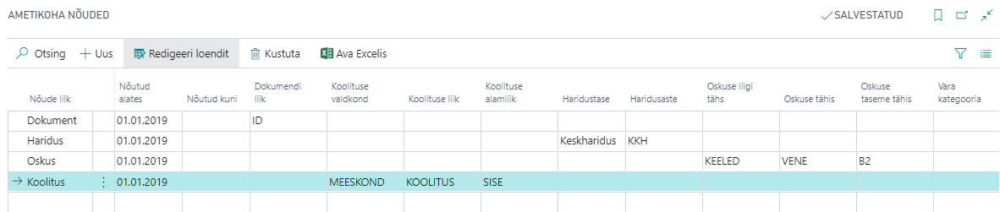 AMETIKOHA NÕUDED
SALVESTATUD
Otsing Uus Redigeeri loendit Kustuta Ava Excelis
Nõude liik Nõutud alates Nõutud kuni Dokumendi liik Koolituse valdkond Koolituse liik Koolituse alamliik Haridustase Haridusaste Oskuse liigi tähs Oskuse tähis Oskuse taseme tähis Vara kategooria
Dokument 01.01.2019 ID
Haridus 01.01.2019 Keskharidus KKH
Oskus 01.01.2019 KEELED VENE B2
Koolitus 01.01.2019 MEESKOND KOOLITUS SISE